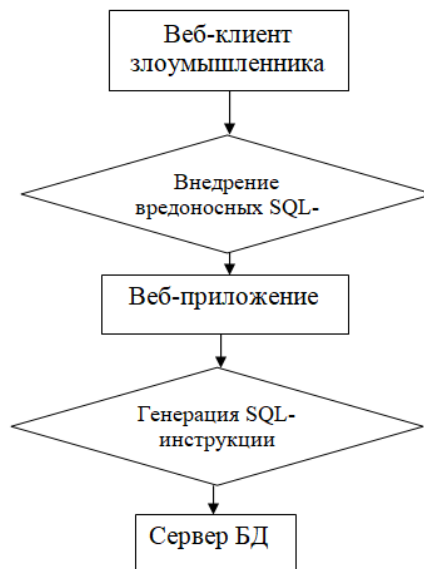 Веб-клиент
злоумышленника
Внедрение
вредоносных SQL-
Веб-приложение
Генерация SQL-
инструкции
Сервер БД